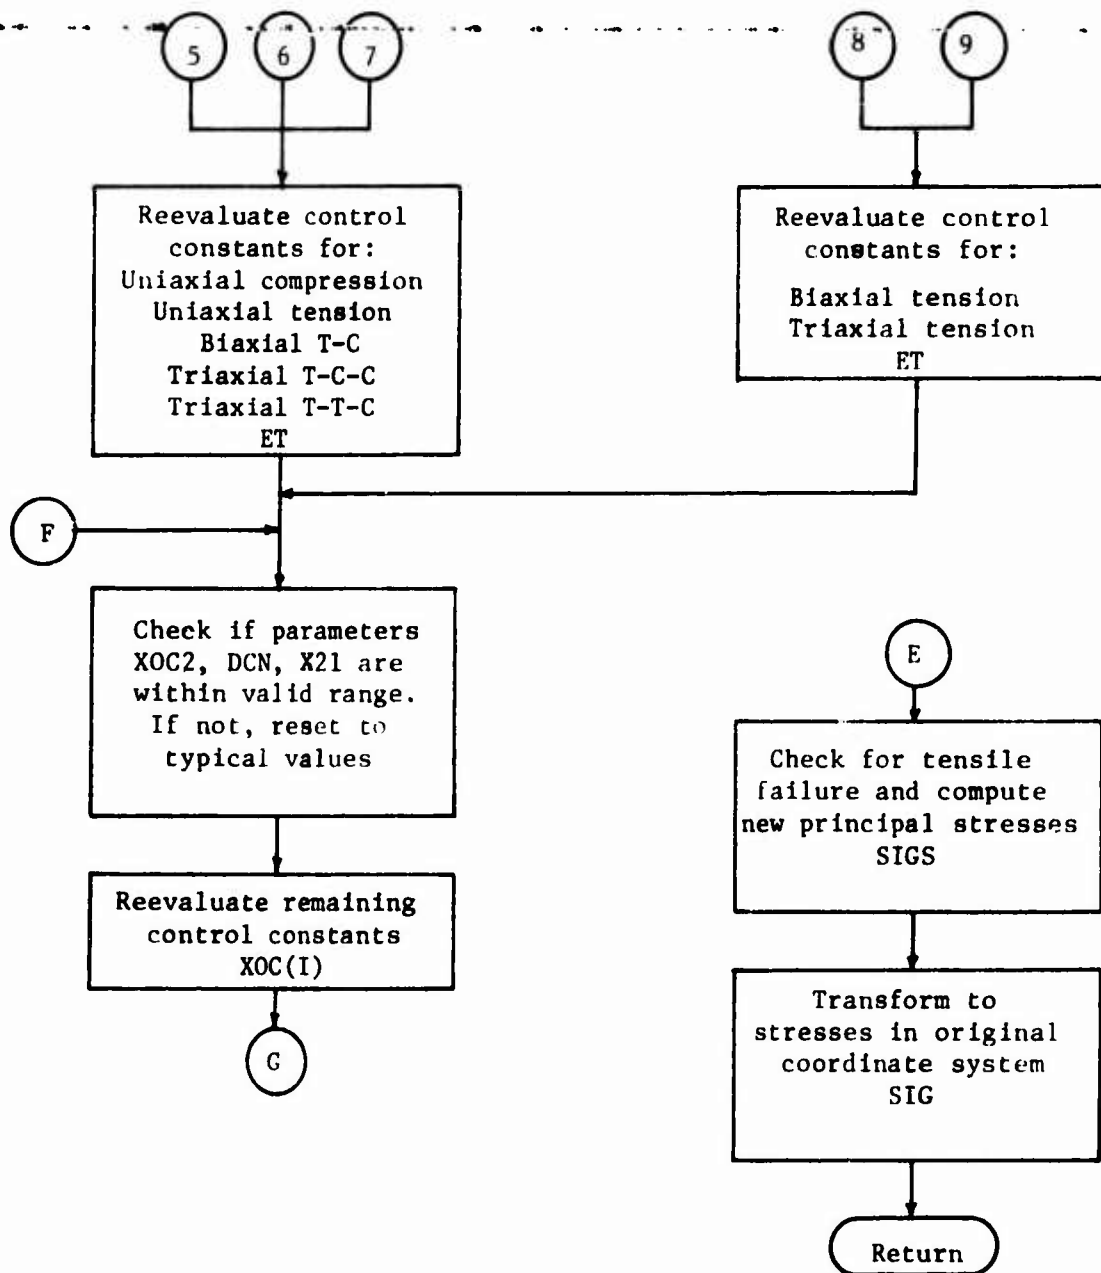 5 6 7
8 9
Reevaluate control
constants for:
Uniaxial compression
Uniaxial tension
Biaxial T-C
Triaxial T-C-C
Triaxial T-T-C
ET
Reevaluate control
constants for:
Biaxial tension
Triaxial tension
ET
F
Check if parameters
XOC2, DCN, X21 are
within valid range.
If not, reset to
typical values
Reevaluate remaining
control constants
XOC(I)
G
E
Check for tensile
failure and compute
new principal stresses
SIGS
Transform to
stresses in original
coordinate system
SIG
Return